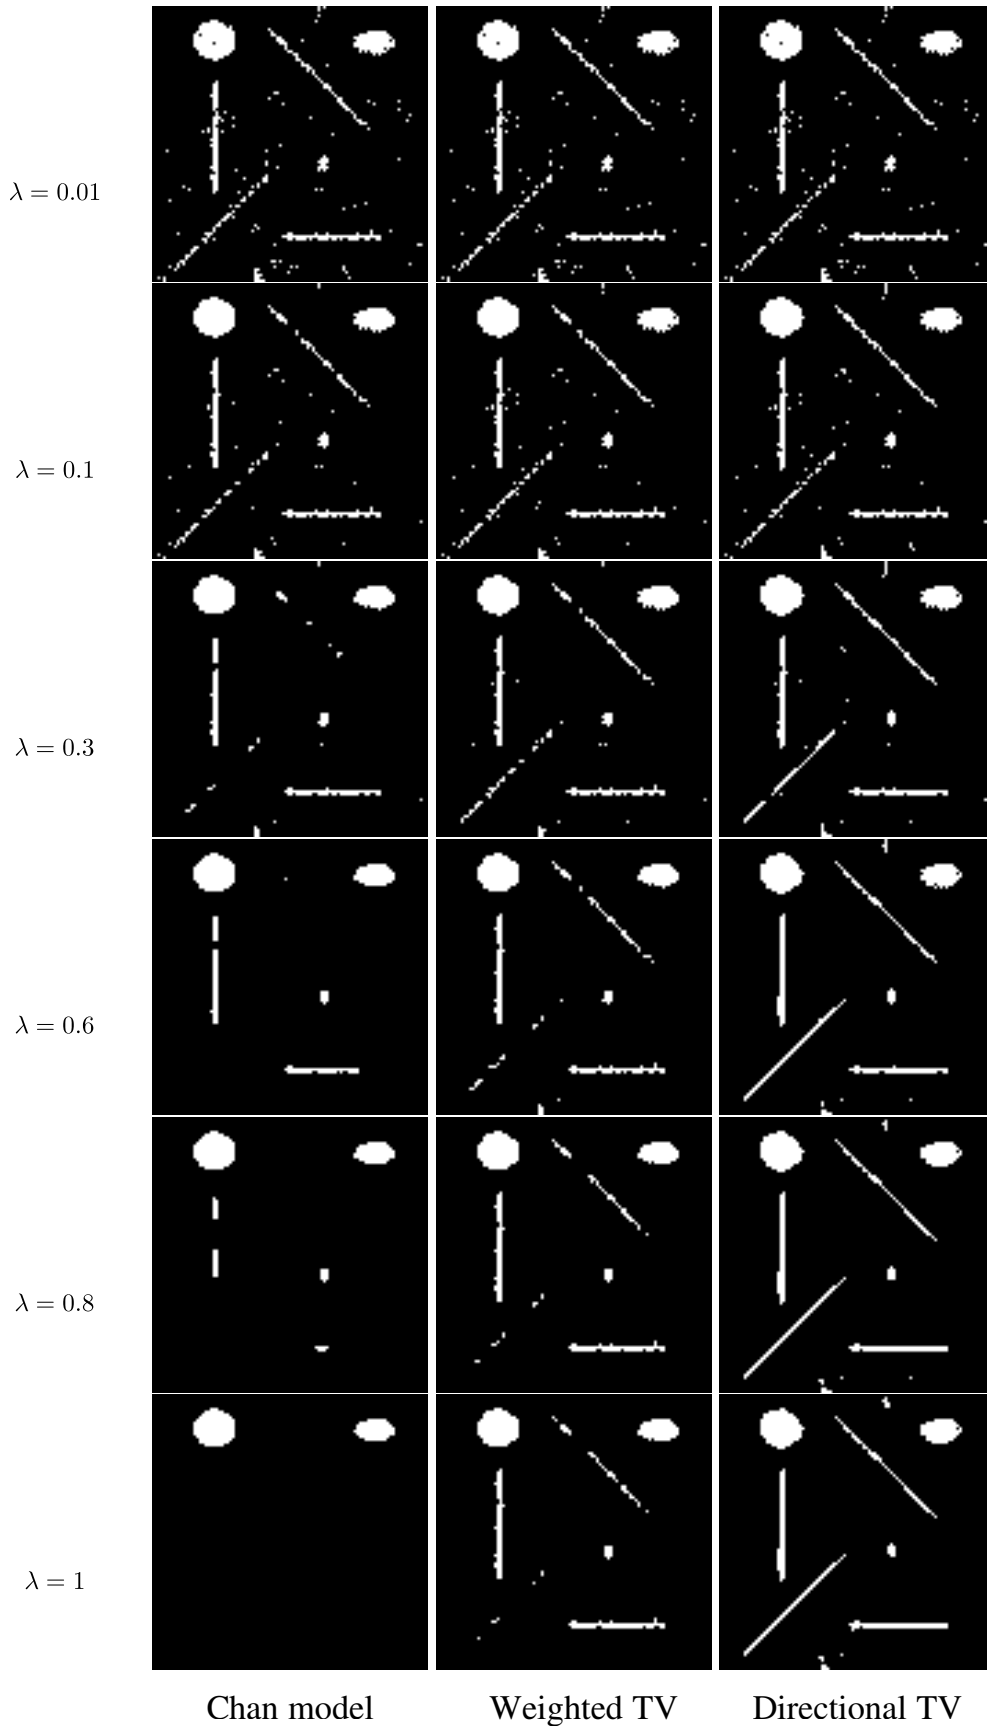 λ = 0.01
λ = 0.1
λ = 0.3
λ = 0.6
λ = 0.8
λ = 1
Chan model Weighted TV Directional TV